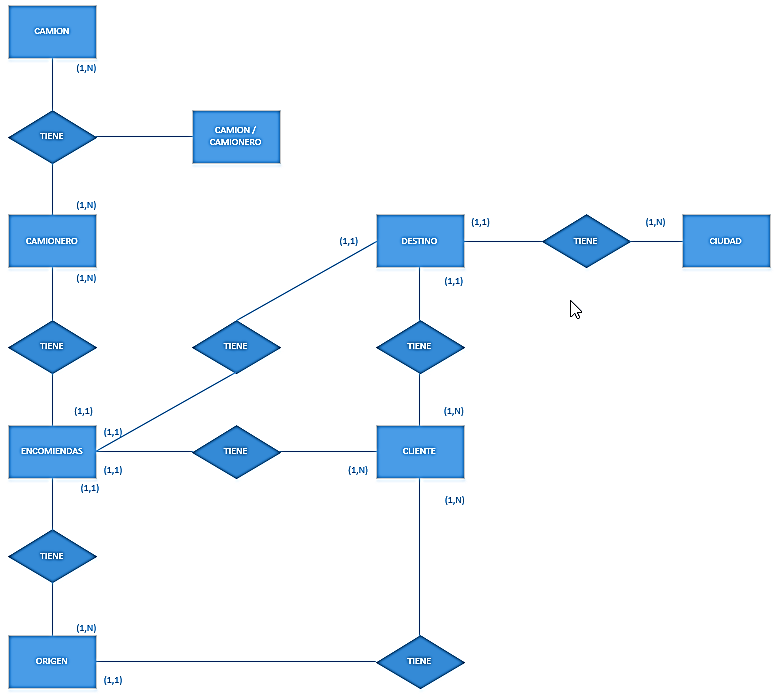 CAMION
(1,N)
TIENE
CAMION /
CAMIONERO
(1,N)
CAMIONERO
(1,1)
DESTINO
(1,1)
TIENE
(1,N)
CIUDAD
(1,N)
(1,1)
TIENE
TIENE
TIENE
(1,1)
(1,N)
(1,1)
ENCOMIENDAS
TIENE
CLIENTE
(1,1)
(1,N)
(1,1)
(1,N)
TIENE
(1,N)
ORIGEN
TIENE
(1,1)